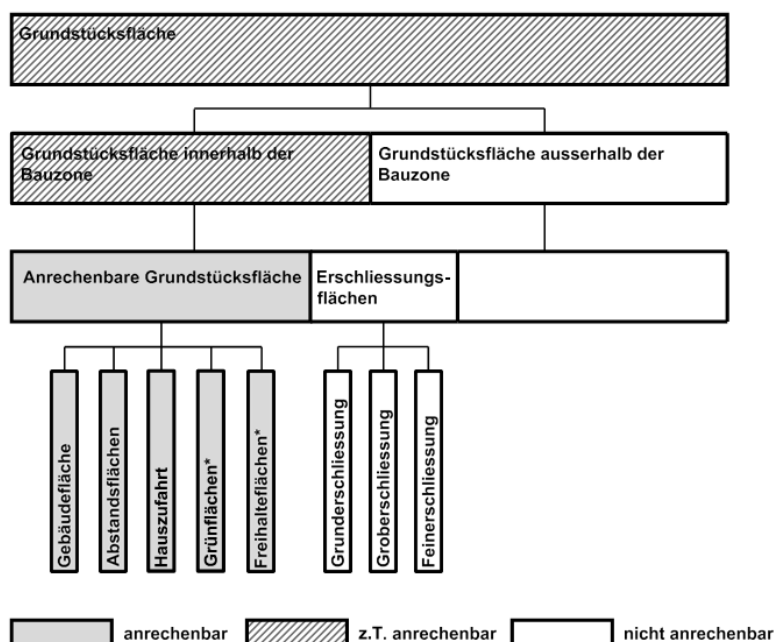 Grundstücksfläche
Grundstücksfläche innerhalb der
Bauzone
Grundstücksfläche ausserhalb der
Bauzone
Anrechenbare Grundstücksfläche
Erschliessungs-
flächen
Gebäudefläche
Abstandsflächen
Hauszufahrt
Grünflächen*
Freihalteflächen*
Grunderschliessung
Groberschliessung
Feinerschliessung
anrechenbar
z.T. anrechenbar
nicht anrechenbar